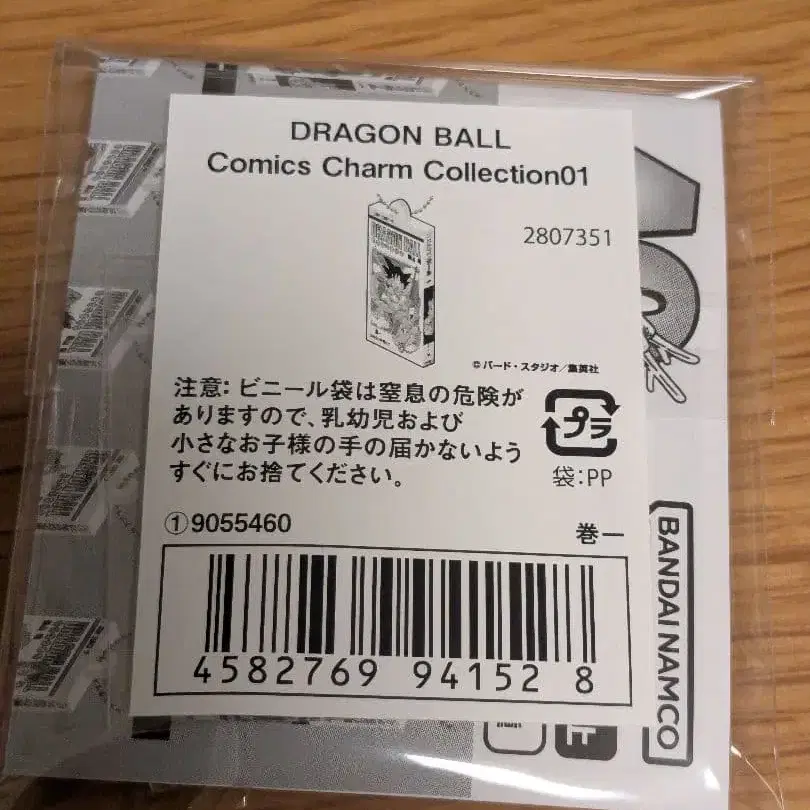 DRAGON BALL
Comics Charm Collection01
2807351
DRAGON BALL
©バード・スタジオ／集英社
注意: ビニール袋は窒息の危険が
ありますので、乳幼児および
小さなお子様の手の届かないよう
すぐにお捨てください。
プラ
袋:PP
①9055460
巻一
4582769 94152 8
BANDAI NAMCO